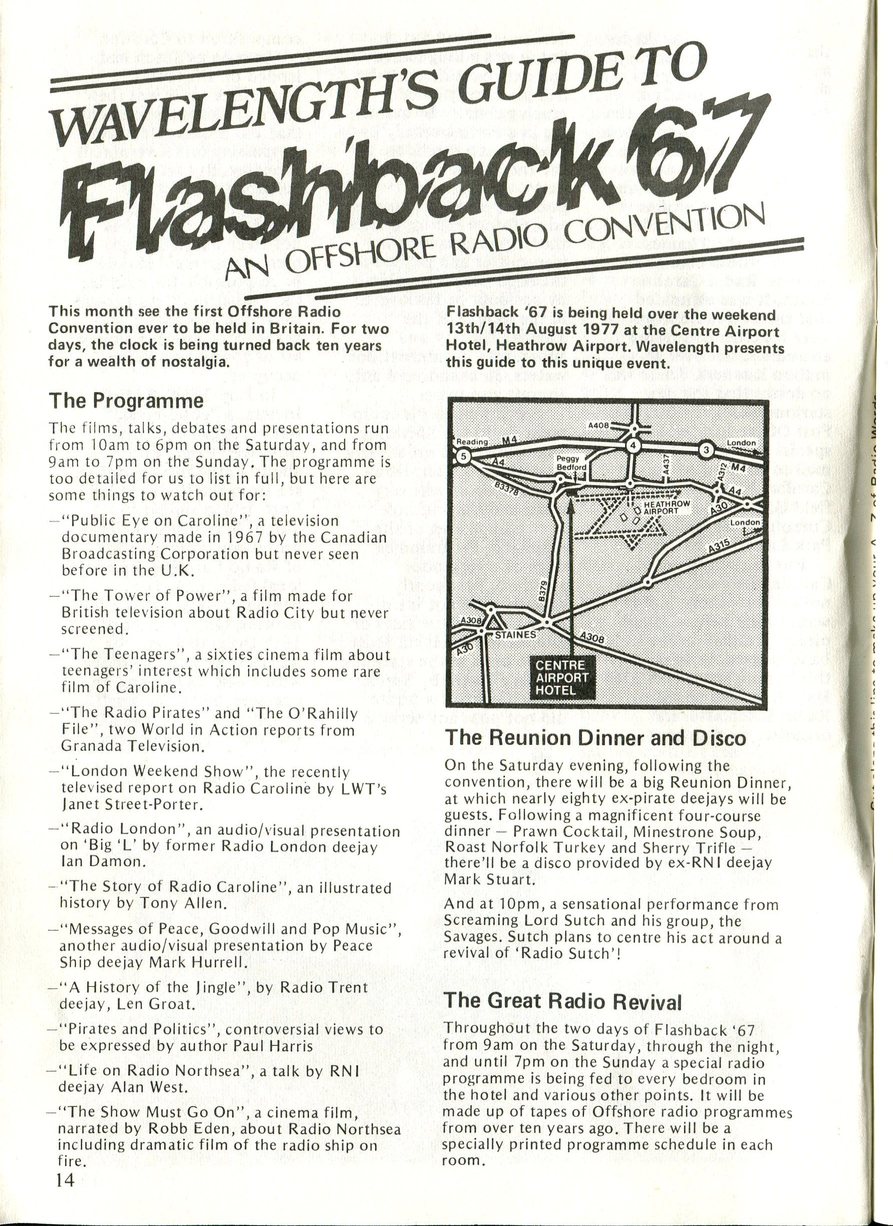 WAVELENGTH'S GUIDE TO
Flashback '67
AN OFFSHORE RADIO CONVENTION
This month see the first Offshore Radio
Convention ever to be held in Britain. For two
days, the clock is being turned back ten years
for a wealth of nostalgia.
The Programme
The films, talks, debates and presentations run
from 10am to 6pm on the Saturday, and from
9am to 7pm on the Sunday. The programme is
too detailed for us to list in full, but here are
some things to watch out for:
—“Public Eye on Caroline”, a television
documentary made in 1967 by the Canadian
Broadcasting Corporation but never seen
before in the U.K.
—“The Tower of Power”, a film made for
British television about Radio City but never
screened.
—“The Teenagers”, a sixties cinema film about
teenagers’ interest which includes some rare
film of Caroline.
—“The Radio Pirates” and “The O’Rahilly
File”, two World in Action reports from
Granada Television.
—“London Weekend Show”, the recently
televised report on Radio Caroline by LWT’s
Janet Street-Porter.
—“Radio London”, an audio/visual presentation
on ‘Big ‘L’ by former Radio London deejay
Ian Damon.
—“The Story of Radio Caroline”, an illustrated
history by Tony Allen.
—“Messages of Peace, Goodwill and Pop Music”,
another audio/visual presentation by Peace
Ship deejay Mark Hurrell.
—“A History of the Jingle”, by Radio Trent
deejay, Len Groat.
—“Pirates and Politics”, controversial views to
be expressed by author Paul Harris
—“Life on Radio Northsea”, a talk by RNI
deejay Alan West.
—“The Show Must Go On”, a cinema film,
narrated by Robb Eden, about Radio Northsea
including dramatic film of the radio ship on
fire.
14
Flashback ‘67 is being held over the weekend
13th/14th August 1977 at the Centre Airport
Hotel, Heathrow Airport. Wavelength presents
this guide to this unique event.
A408
Reading
M4
4
3
London
5
A4
Peggy
Bedford
A437
A312
M4
B3378
A4
HEATHROW
AIRPORT
A30
London
A315
B379
A308
STAINES
A308
A30
CENTRE
AIRPORT
HOTEL
The Reunion Dinner and Disco
On the Saturday evening, following the
convention, there will be a big Reunion Dinner,
at which nearly eighty ex-pirate deejays will be
guests. Following a magnificent four-course
dinner — Prawn Cocktail, Minestrone Soup,
Roast Norfolk Turkey and Sherry Trifle —
there’ll be a disco provided by ex-RNI deejay
Mark Stuart.
And at 10pm, a sensational performance from
Screaming Lord Sutch and his group, the
Savages. Sutch plans to centre his act around a
revival of ‘Radio Sutch’!
The Great Radio Revival
Throughout the two days of Flashback ‘67
from 9am on the Saturday, through the night,
and until 7pm on the Sunday a special radio
programme is being fed to every bedroom in
the hotel and various other points. It will be
made up of tapes of Offshore radio programmes
from over ten years ago. There will be a
specially printed programme schedule in each
room.